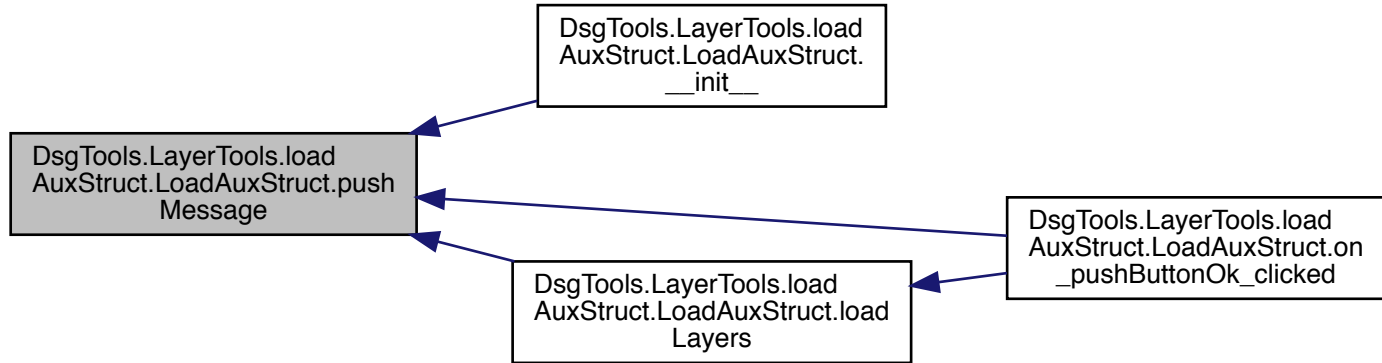 DsgTools.LayerTools.load
AuxStruct.LoadAuxStruct.
__init__
DsgTools.LayerTools.load
AuxStruct.LoadAuxStruct.push
Message
DsgTools.LayerTools.load
AuxStruct.LoadAuxStruct.on
_pushButtonOk_clicked
DsgTools.LayerTools.load
AuxStruct.LoadAuxStruct.load
Layers